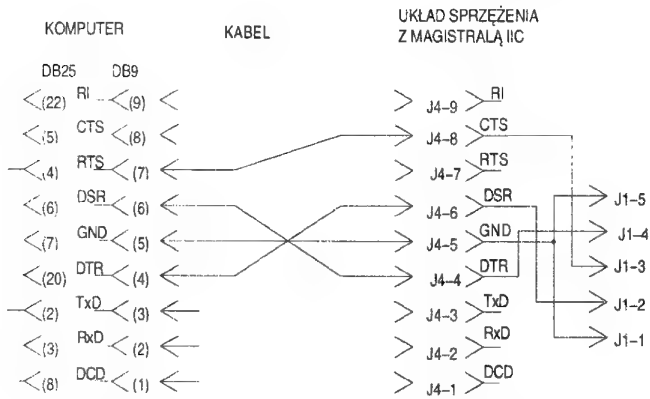 KOMPUTER
KABEL
UKŁAD SPRZĘŻENIA
Z MAGISTRALĄ IIC
DB25 DB9
(22) RI (9) J4-9 RI
(5) CTS (8) J4-8 CTS
(4) RTS (7) J4-7 RTS
(6) DSR (6) J4-6 DSR J1-5
(7) GND (5) J4-5 GND J1-4
(20) DTR (4) J4-4 DTR J1-3
(2) TxD (3) J4-3 TxD J1-2
(3) RxD (2) J4-2 RxD J1-1
(8) DCD (1) J4-1 DCD